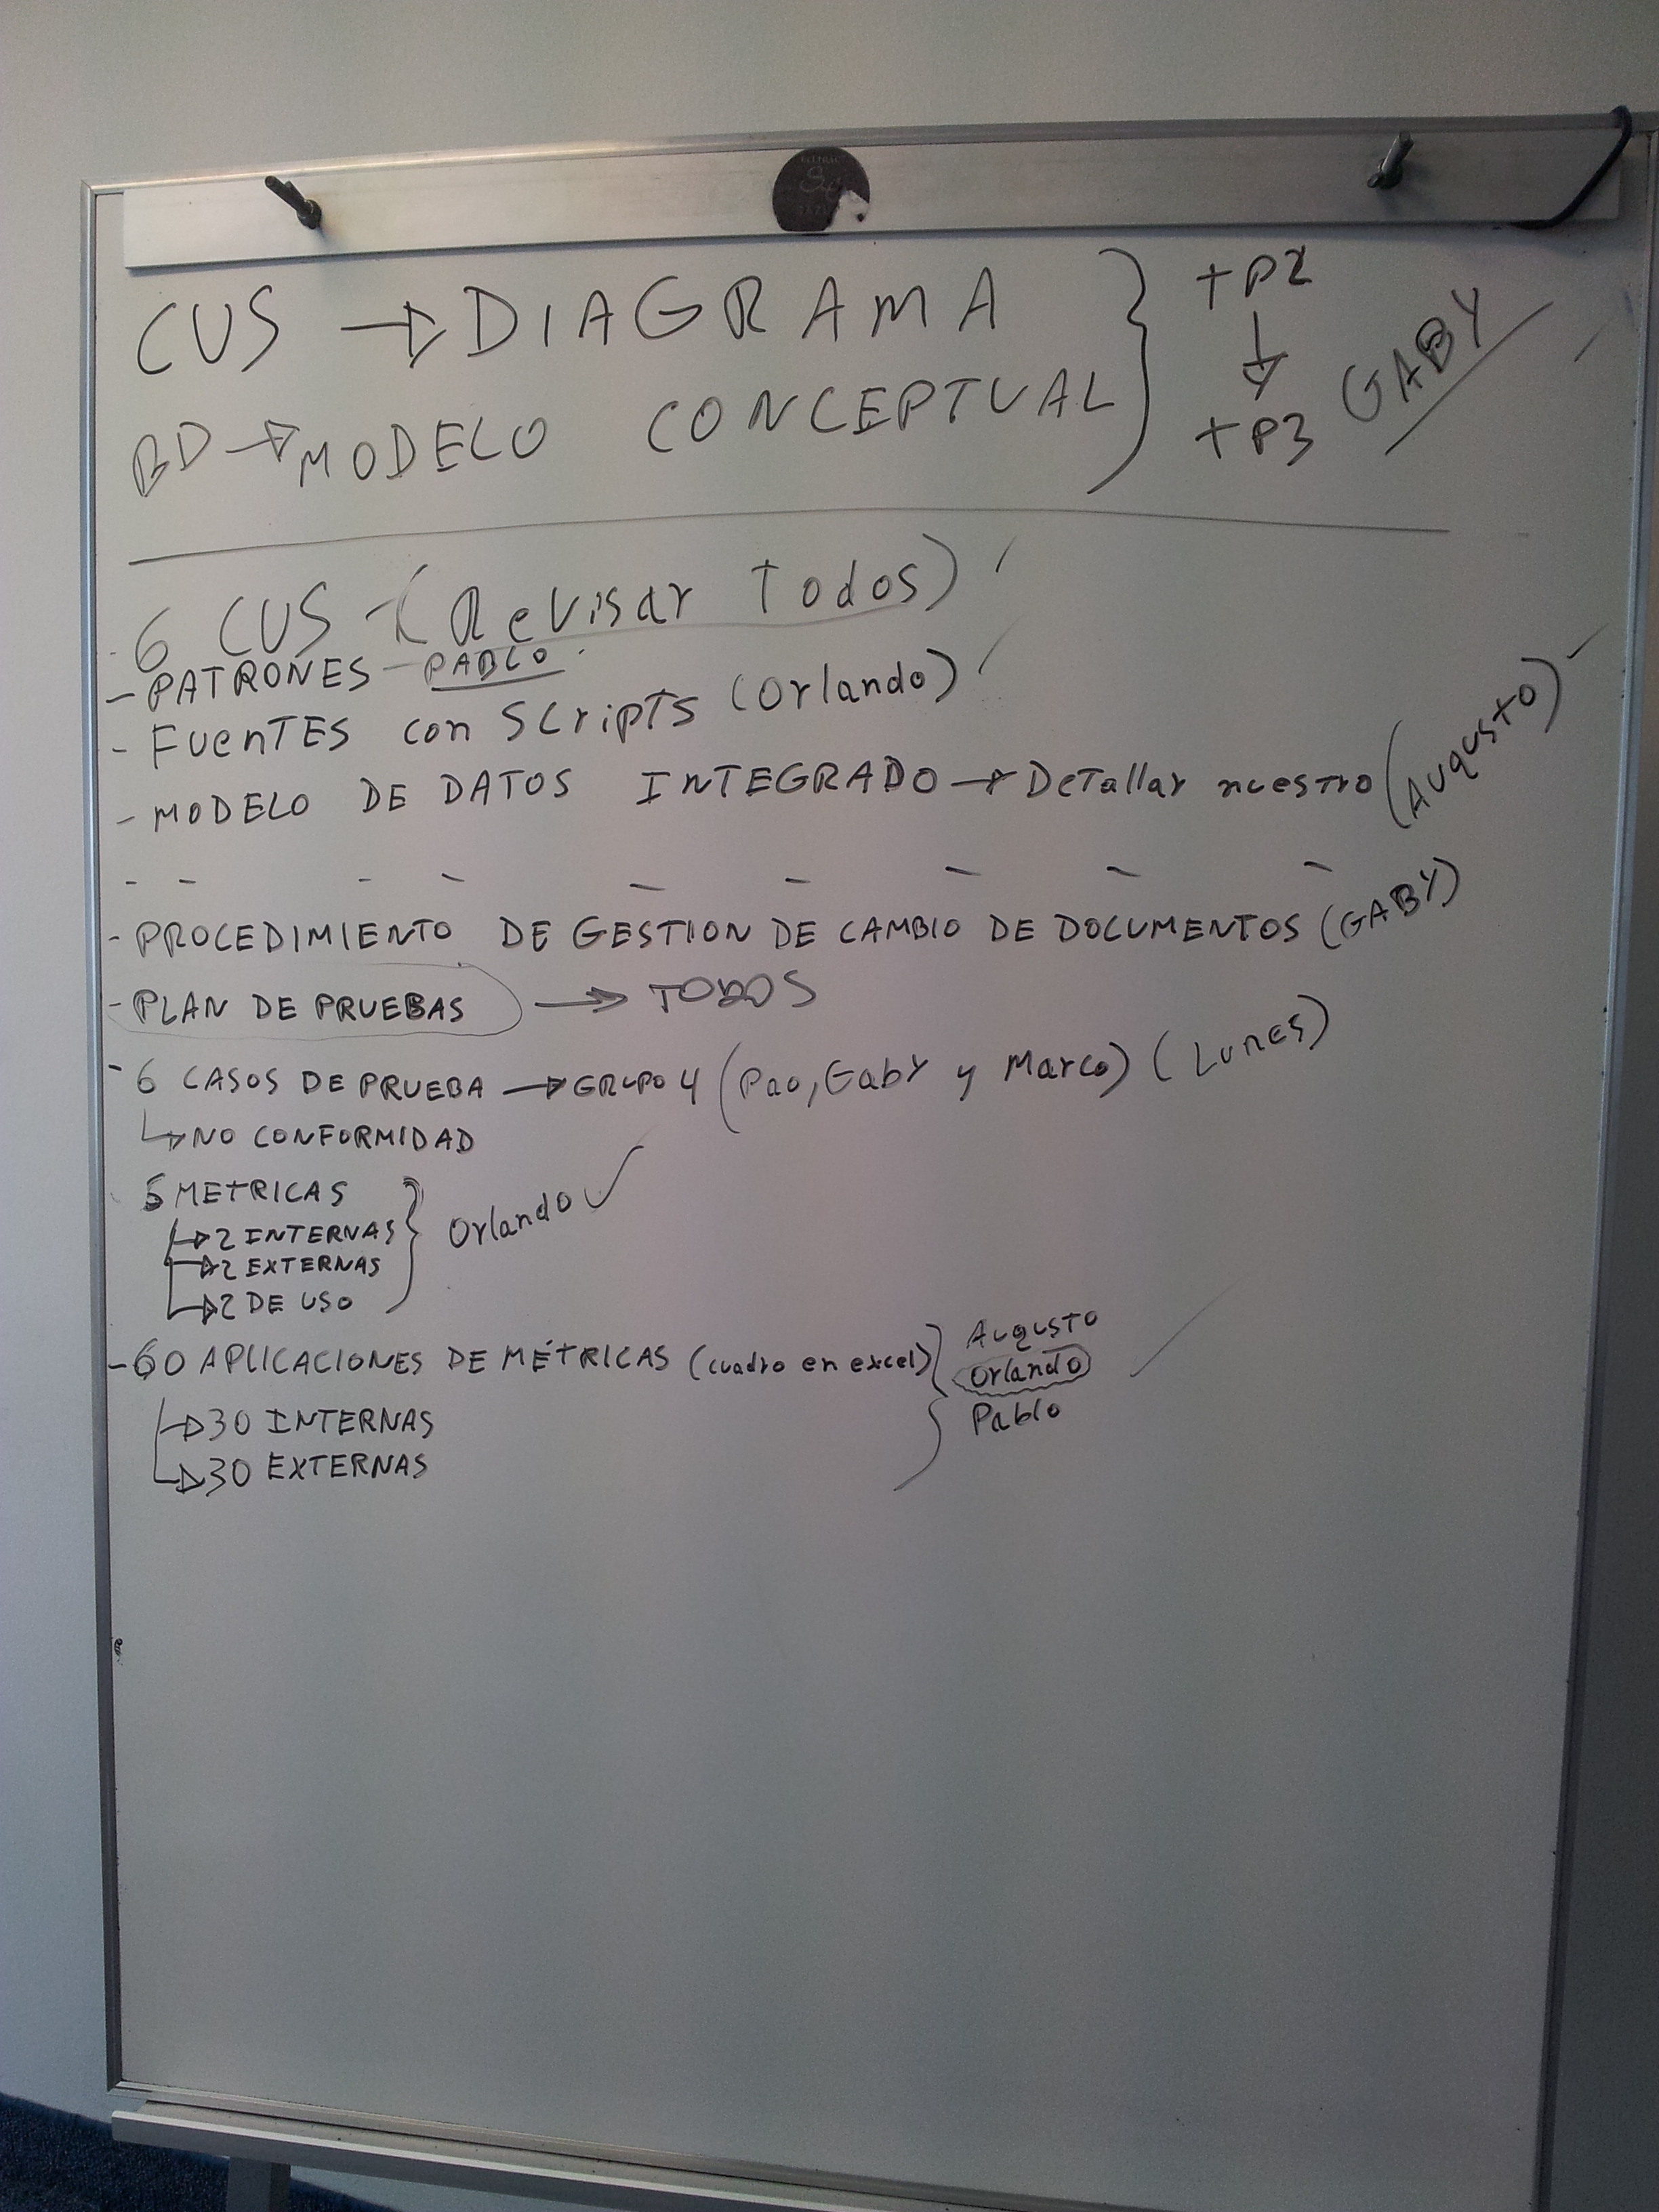 CUS → DIAGRAMA } +P2
BD → MODELO CONCEPTUAL ↓ GABY
+P3
- 6 CUS - (Revisar Todos)
- PATRONES - PABLO
- FUENTES con SCripTS (Orlando)
- MODELO DE DATOS INTEGRADO → DeTallar nuestro (AUgUSTO)
- PROCEDIMIENTO DE GESTION DE CAMBIO DE DOCUMENTOS (GABY)
- PLAN DE PRUEBAS → TODOS
- 6 CASOS DE PRUEBA → GRUPO 4 (Pao, GabY y Marco) (LUNES)
↳ NO CONFORMIDAD
- 5 METRICAS
→ 2 INTERNAS } Orlando ✓
→ 2 EXTERNAS
→ 2 DE USO
- 60 APLICACIONES DE MÉTRICAS (cuadro en excel) } AUgUSTO
Orlando
Pablo
→ 30 INTERNAS
→ 30 EXTERNAS